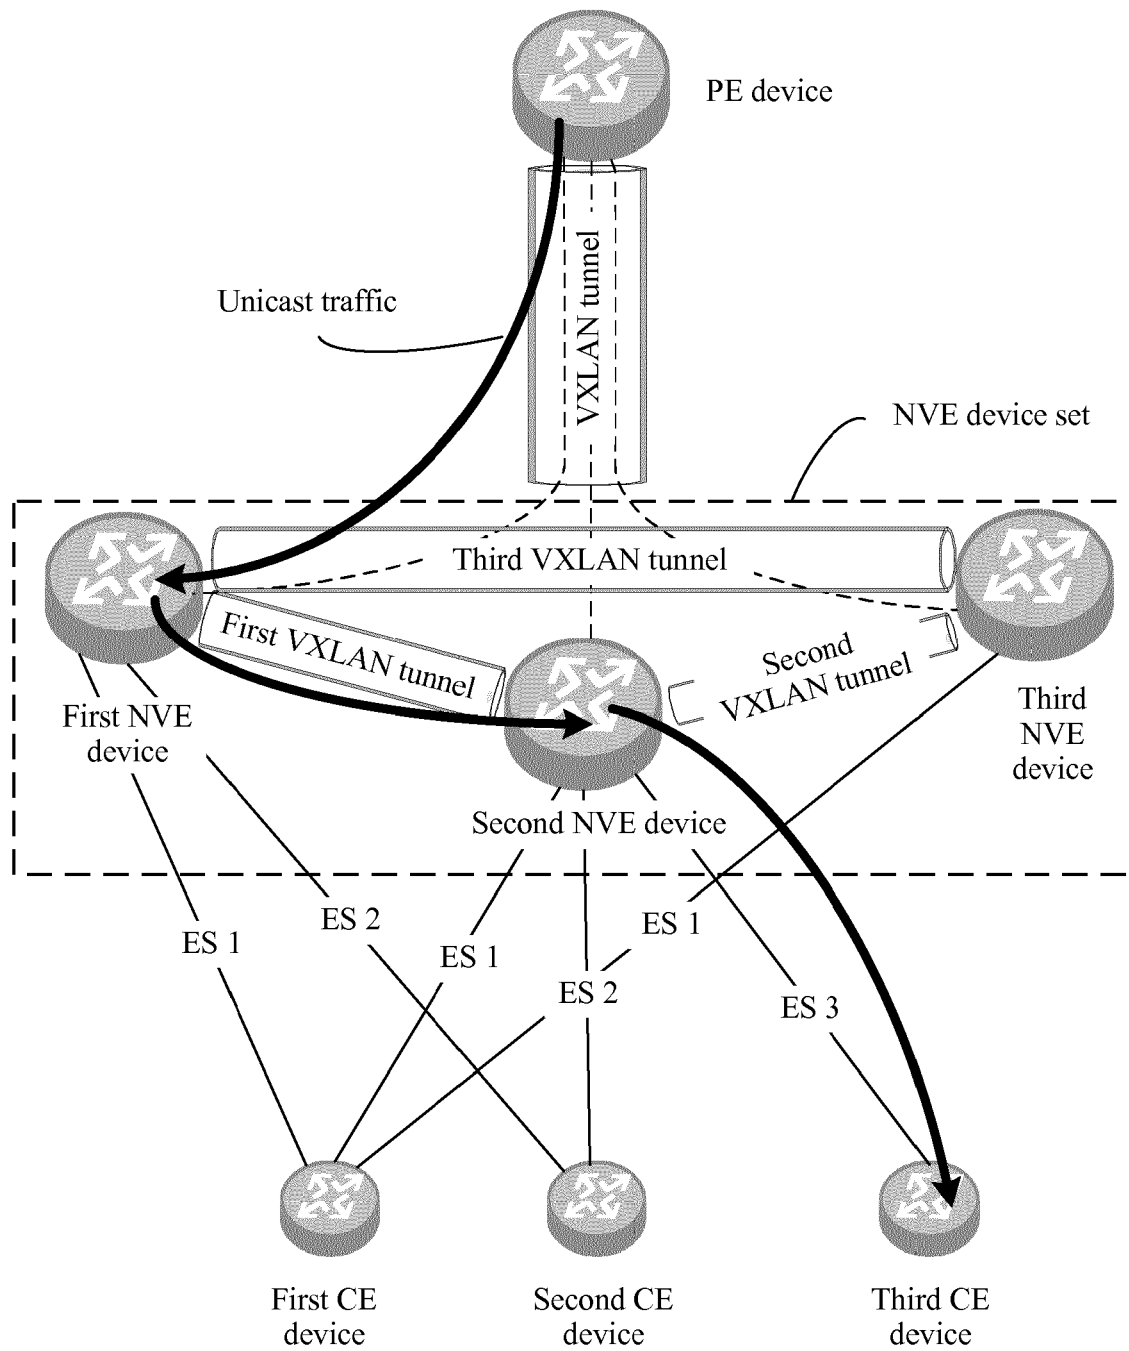 PE device
VXLAN tunnel
Unicast traffic
NVE device set
Third VXLAN tunnel
First VXLAN tunnel
Second
VXLAN tunnel
First NVE
device
Third
NVE
device
Second NVE device
ES 1
ES 2
ES 1
ES 2
ES 1
ES 3
First CE
device
Second CE
device
Third CE
device